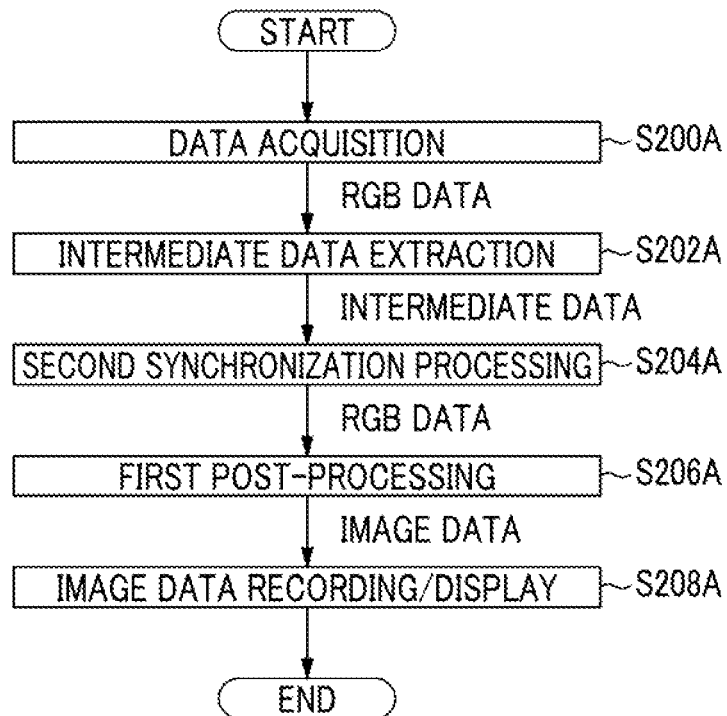 START
DATA ACQUISITION S200A
RGB DATA
INTERMEDIATE DATA EXTRACTION S202A
INTERMEDIATE DATA
SECOND SYNCHRONIZATION PROCESSING S204A
RGB DATA
FIRST POST-PROCESSING S206A
IMAGE DATA
IMAGE DATA RECORDING/DISPLAY S208A
END